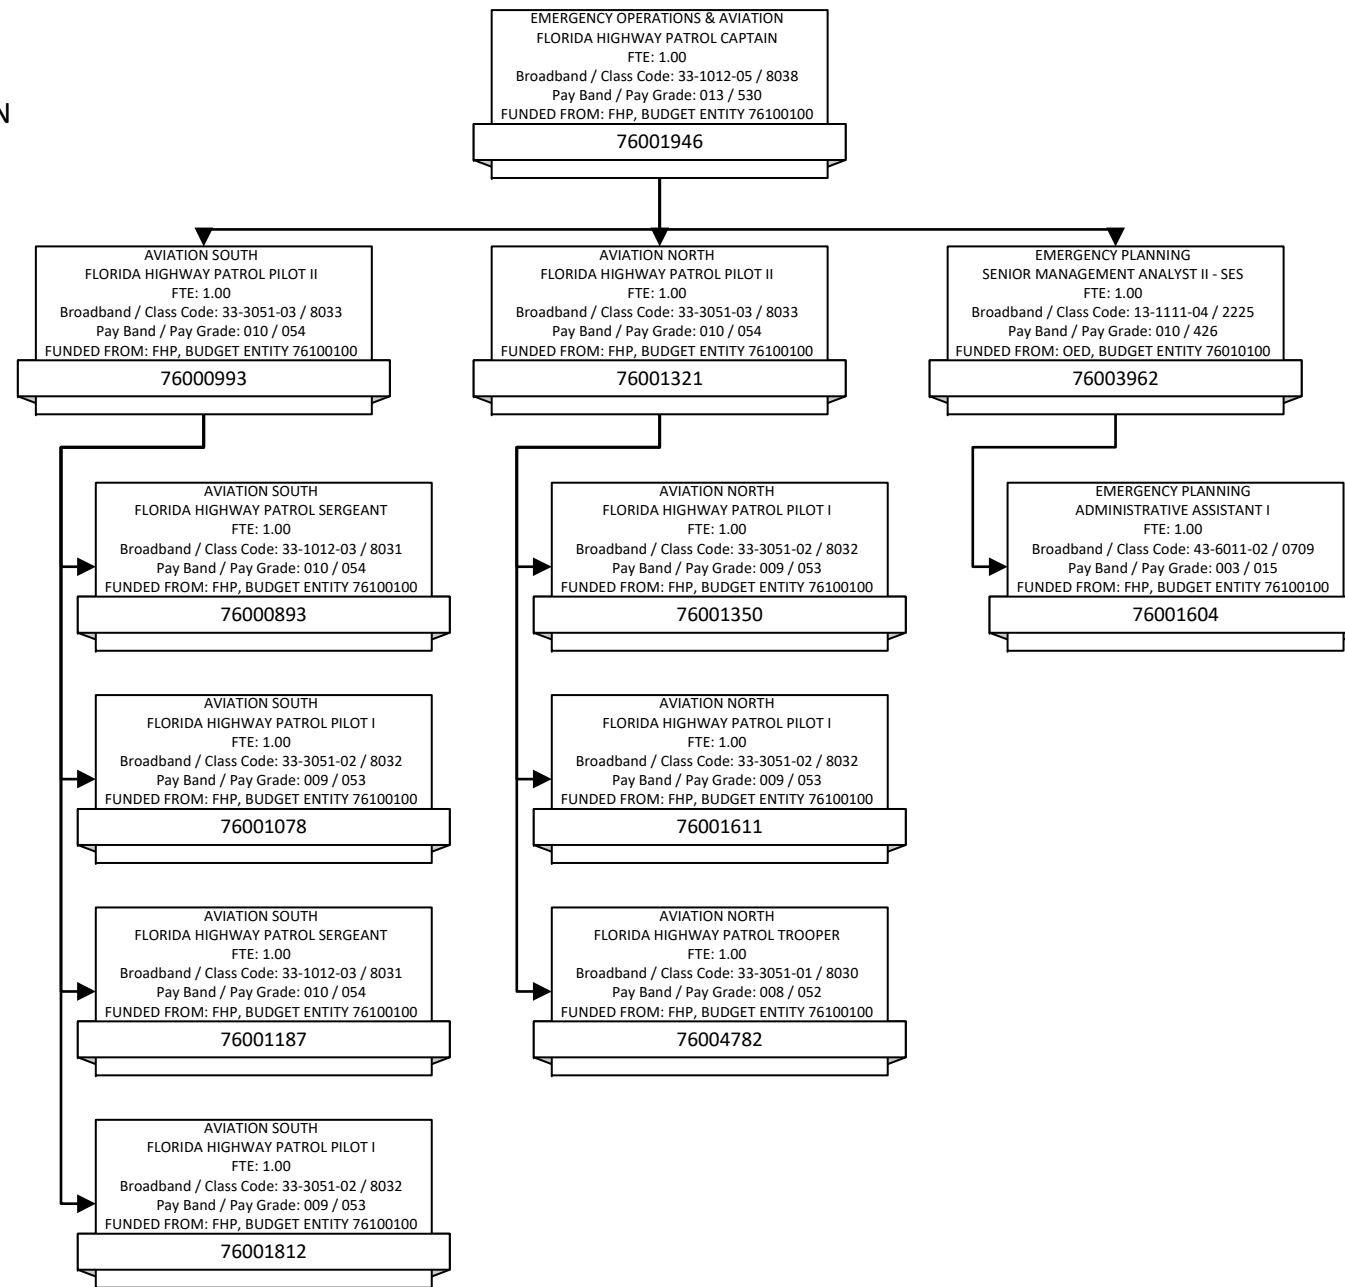 EMERGENCY OPERATIONS & AVIATION
FLORIDA HIGHWAY PATROL CAPTAIN
FTE: 1.00
Broadband / Class Code: 33-1012-05 / 8038
Pay Band / Pay Grade: 013 / 530
FUNDED FROM: FHP, BUDGET ENTITY 76100100
76001946
N
AVIATION SOUTH
FLORIDA HIGHWAY PATROL PILOT II
FTE: 1.00
Broadband / Class Code: 33-3051-03 / 8033
Pay Band / Pay Grade: 010 / 054
FUNDED FROM: FHP, BUDGET ENTITY 76100100
76000993
AVIATION NORTH
FLORIDA HIGHWAY PATROL PILOT II
FTE: 1.00
Broadband / Class Code: 33-3051-03 / 8033
Pay Band / Pay Grade: 010 / 054
FUNDED FROM: FHP, BUDGET ENTITY 76100100
76001321
EMERGENCY PLANNING
SENIOR MANAGEMENT ANALYST II - SES
FTE: 1.00
Broadband / Class Code: 13-1111-04 / 2225
Pay Band / Pay Grade: 010 / 426
FUNDED FROM: OED, BUDGET ENTITY 76010100
76003962
AVIATION SOUTH
FLORIDA HIGHWAY PATROL SERGEANT
FTE: 1.00
Broadband / Class Code: 33-1012-03 / 8031
Pay Band / Pay Grade: 010 / 054
FUNDED FROM: FHP, BUDGET ENTITY 76100100
76000893
AVIATION NORTH
FLORIDA HIGHWAY PATROL PILOT I
FTE: 1.00
Broadband / Class Code: 33-3051-02 / 8032
Pay Band / Pay Grade: 009 / 053
FUNDED FROM: FHP, BUDGET ENTITY 76100100
76001350
EMERGENCY PLANNING
ADMINISTRATIVE ASSISTANT I
FTE: 1.00
Broadband / Class Code: 43-6011-02 / 0709
Pay Band / Pay Grade: 003 / 015
FUNDED FROM: FHP, BUDGET ENTITY 76100100
76001604
AVIATION SOUTH
FLORIDA HIGHWAY PATROL PILOT I
FTE: 1.00
Broadband / Class Code: 33-3051-02 / 8032
Pay Band / Pay Grade: 009 / 053
FUNDED FROM: FHP, BUDGET ENTITY 76100100
76001078
AVIATION NORTH
FLORIDA HIGHWAY PATROL PILOT I
FTE: 1.00
Broadband / Class Code: 33-3051-02 / 8032
Pay Band / Pay Grade: 009 / 053
FUNDED FROM: FHP, BUDGET ENTITY 76100100
76001611
AVIATION SOUTH
FLORIDA HIGHWAY PATROL SERGEANT
FTE: 1.00
Broadband / Class Code: 33-1012-03 / 8031
Pay Band / Pay Grade: 010 / 054
FUNDED FROM: FHP, BUDGET ENTITY 76100100
76001187
AVIATION NORTH
FLORIDA HIGHWAY PATROL TROOPER
FTE: 1.00
Broadband / Class Code: 33-3051-01 / 8030
Pay Band / Pay Grade: 008 / 052
FUNDED FROM: FHP, BUDGET ENTITY 76100100
76004782
AVIATION SOUTH
FLORIDA HIGHWAY PATROL PILOT I
FTE: 1.00
Broadband / Class Code: 33-3051-02 / 8032
Pay Band / Pay Grade: 009 / 053
FUNDED FROM: FHP, BUDGET ENTITY 76100100
76001812